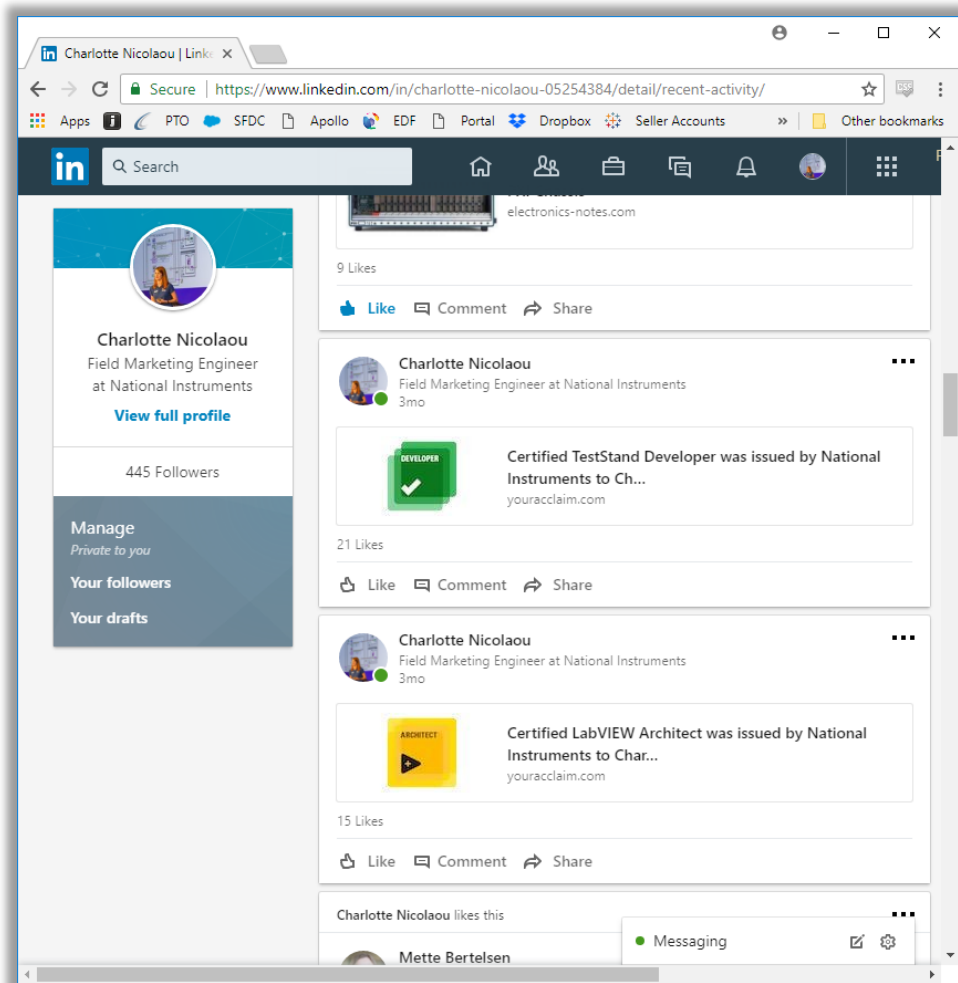 in Charlotte Nicolaou | Linke
Secure | https://www.linkedin.com/in/charlotte-nicolaou-05254384/detail/recent-activity/
Apps PTO SFDC Apollo EDF Portal Dropbox Seller Accounts » Other bookmarks
in Search
electronics-notes.com
9 Likes
Like Comment Share
Charlotte Nicolaou
Field Marketing Engineer
at National Instruments
View full profile
445 Followers
Manage
Private to you
Your followers
Your drafts
Charlotte Nicolaou
Field Marketing Engineer at National Instruments
3mo
DEVELOPER
Certified TestStand Developer was issued by National
Instruments to Ch...
youracclaim.com
21 Likes
Like Comment Share
Charlotte Nicolaou
Field Marketing Engineer at National Instruments
3mo
ARCHITECT
Certified LabVIEW Architect was issued by National
Instruments to Char...
youracclaim.com
15 Likes
Like Comment Share
Charlotte Nicolaou likes this
Mette Bertelsen
Messaging